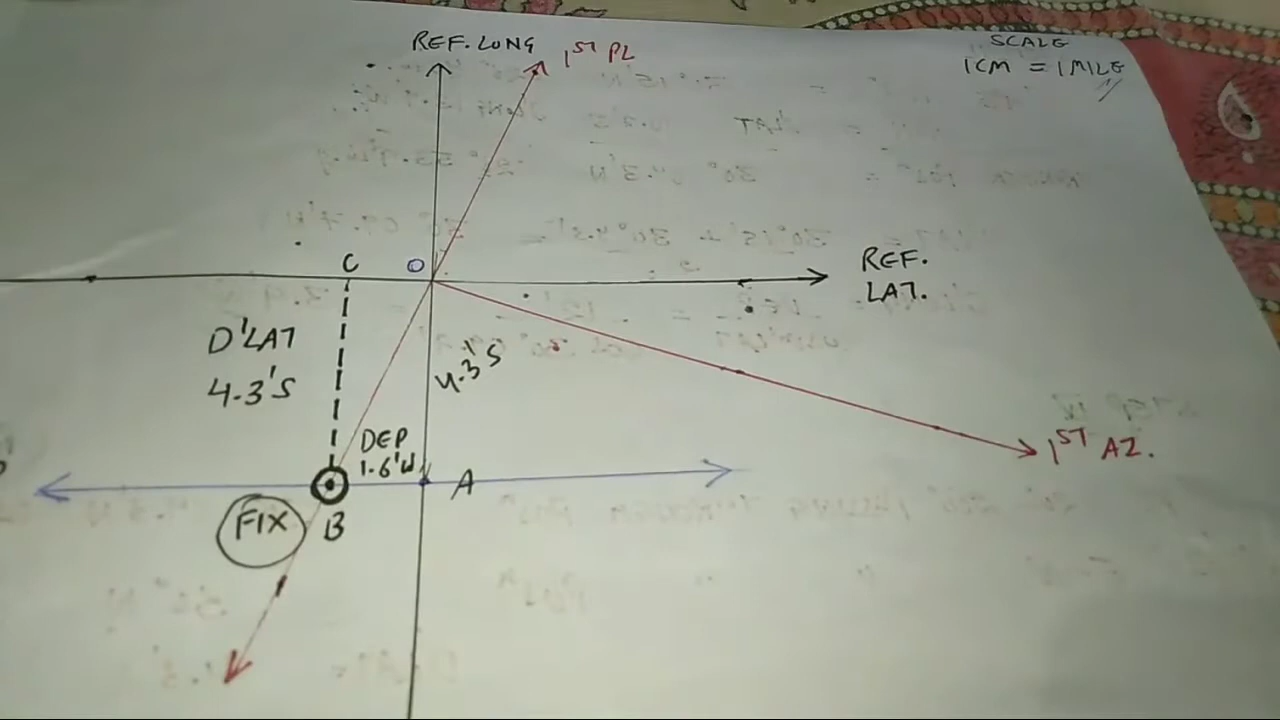 REF. LONG
1ST PL
SCALE
1CM = 1MILE
C
O
REF.
LAT.
D'LAT
4.3'S
4.3'S
DEP
1.6'W
A
1ST AZ.
FIX
B